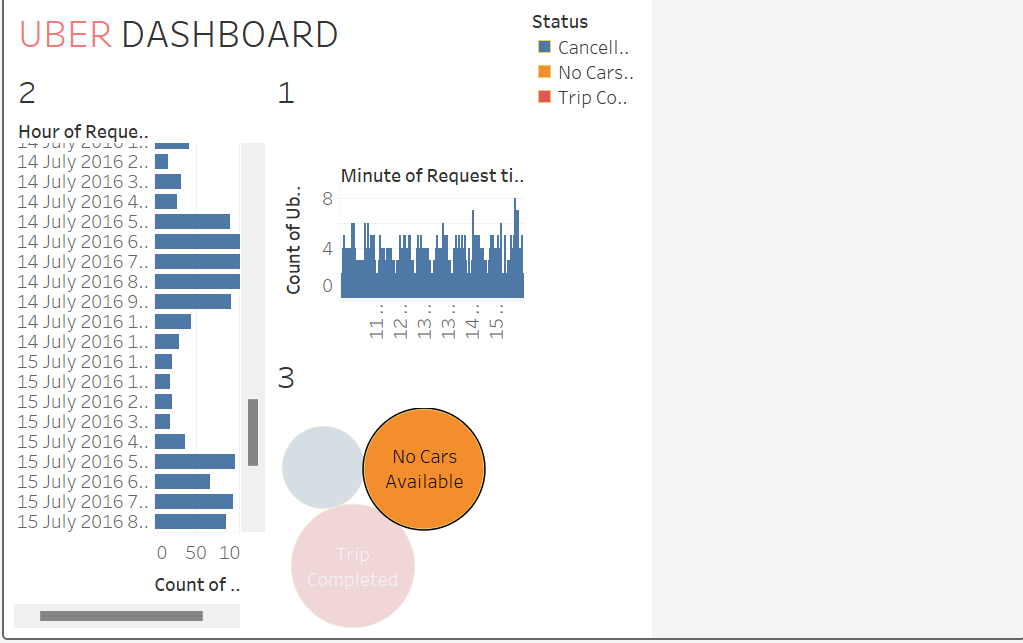 UBER DASHBOARD
Status
Cancell..
No Cars..
Trip Co..
2
Hour of Reque..
14 July 2016 1..
14 July 2016 2..
14 July 2016 3..
14 July 2016 4..
14 July 2016 5..
14 July 2016 6..
14 July 2016 7..
14 July 2016 8..
14 July 2016 9..
14 July 2016 1..
14 July 2016 1..
15 July 2016 1..
15 July 2016 1..
15 July 2016 2..
15 July 2016 3..
15 July 2016 4..
15 July 2016 5..
15 July 2016 6..
15 July 2016 7..
15 July 2016 8..
0 50 10
Count of ..
1
Minute of Request ti..
Count of Ub..
8
4
0
11..
12..
13..
13..
14..
15..
3
No Cars
Available
Trip
Completed